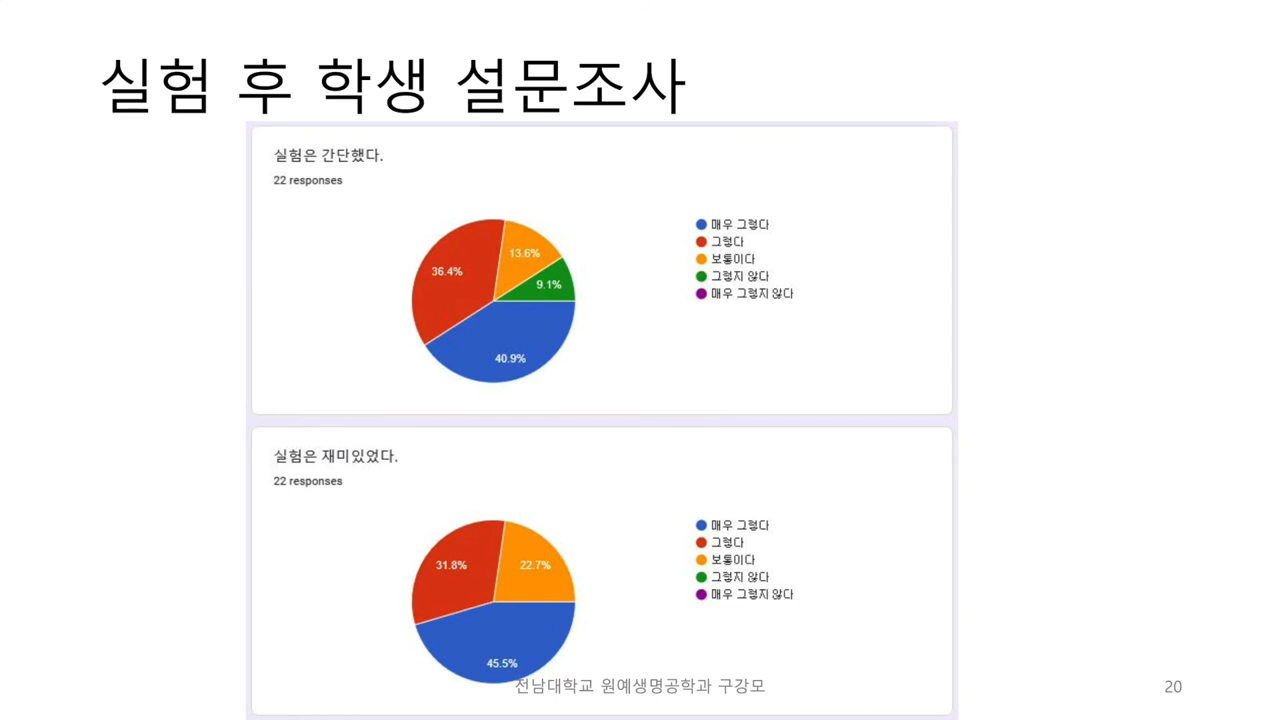 실험 후 학생 설문조사
실험은 간단했다.
22 responses
매우 그렇다
그렇다
보통이다
그렇지 않다
매우 그렇지 않다
36.4%
13.6%
9.1%
40.9%
실험은 재미있었다.
22 responses
매우 그렇다
그렇다
보통이다
그렇지 않다
매우 그렇지 않다
31.8%
22.7%
45.5%
전남대학교 원예생명공학과 구강모
20